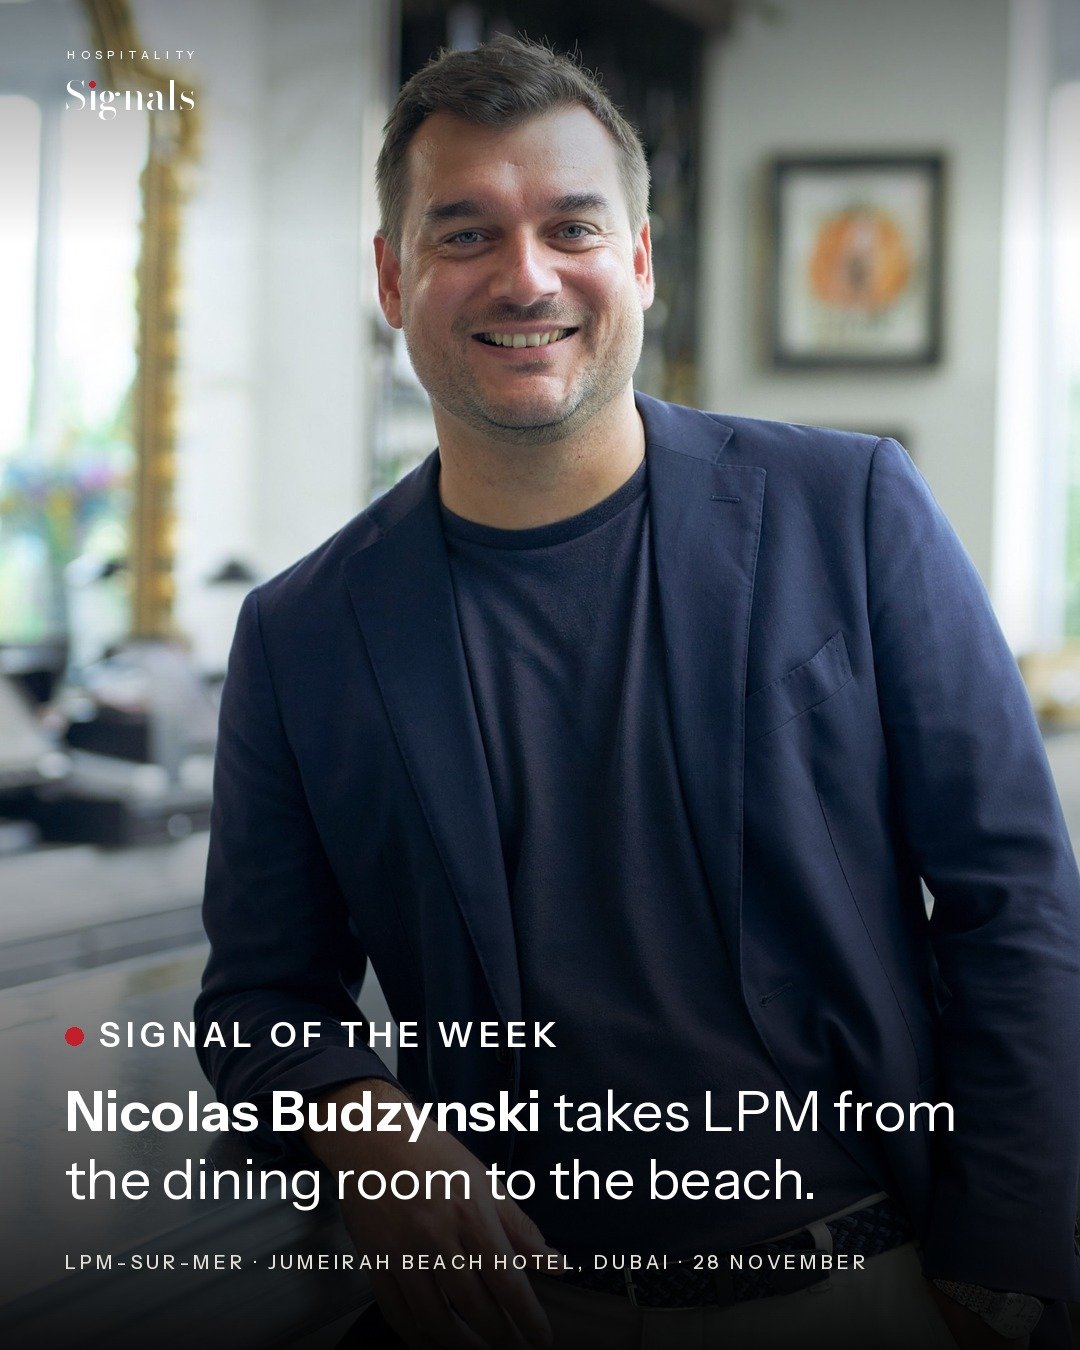 HOSPITALITY
Signals
SIGNAL OF THE WEEK
Nicolas Budzynski takes LPM from
the dining room to the beach.
LPM-SUR-MER · JUMEIRAH BEACH HOTEL, DUBAI · 28 NOVEMBER